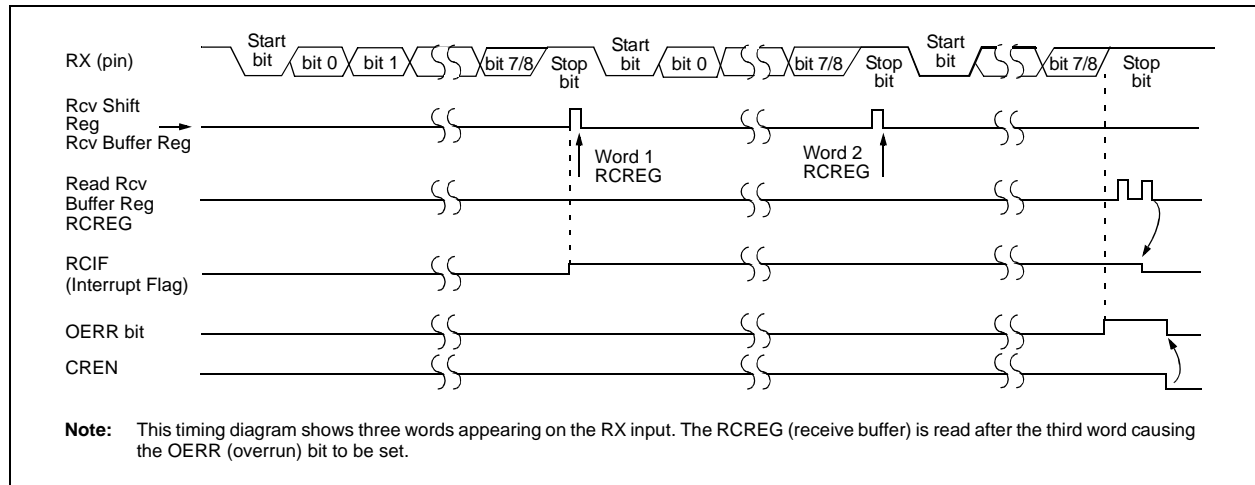 RX (pin)
Start
bit
bit 0
bit 1
bit 7/8
Stop
bit
Start
bit
bit 0
bit 7/8
Stop
bit
Start
bit
bit 7/8
Stop
bit
Rcv Shift
Reg
Rcv Buffer Reg
Word 1
RCREG
Word 2
RCREG
Read Rcv
Buffer Reg
RCREG
RCIF
(Interrupt Flag)
OERR bit
CREN
Note: This timing diagram shows three words appearing on the RX input. The RCREG (receive buffer) is read after the third word causing
the OERR (overrun) bit to be set.